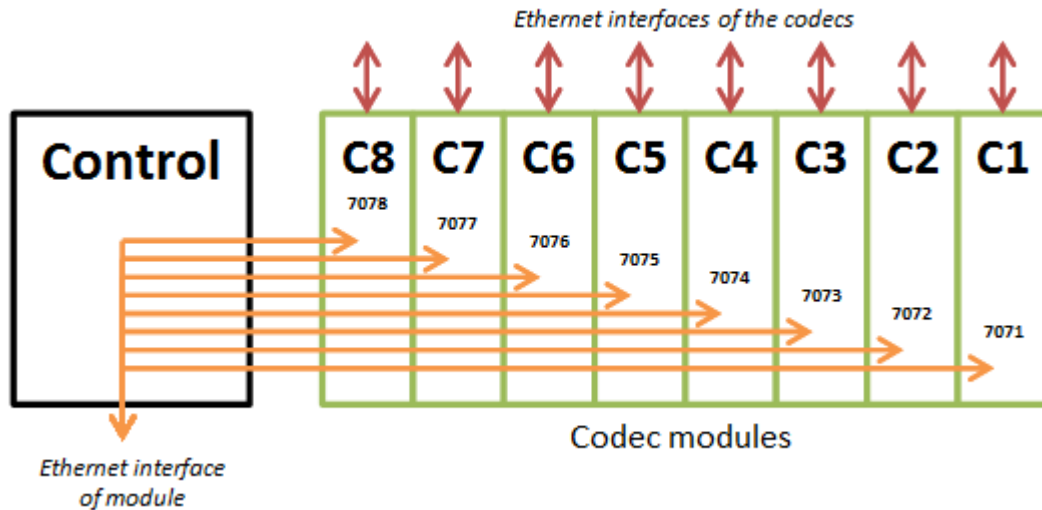 Ethernet interfaces of the codecs
Control
C8 C7 C6 C5 C4 C3 C2 C1
7078
7077
7076
7075
7074
7073
7072
7071
Codec modules
Ethernet interface
of module